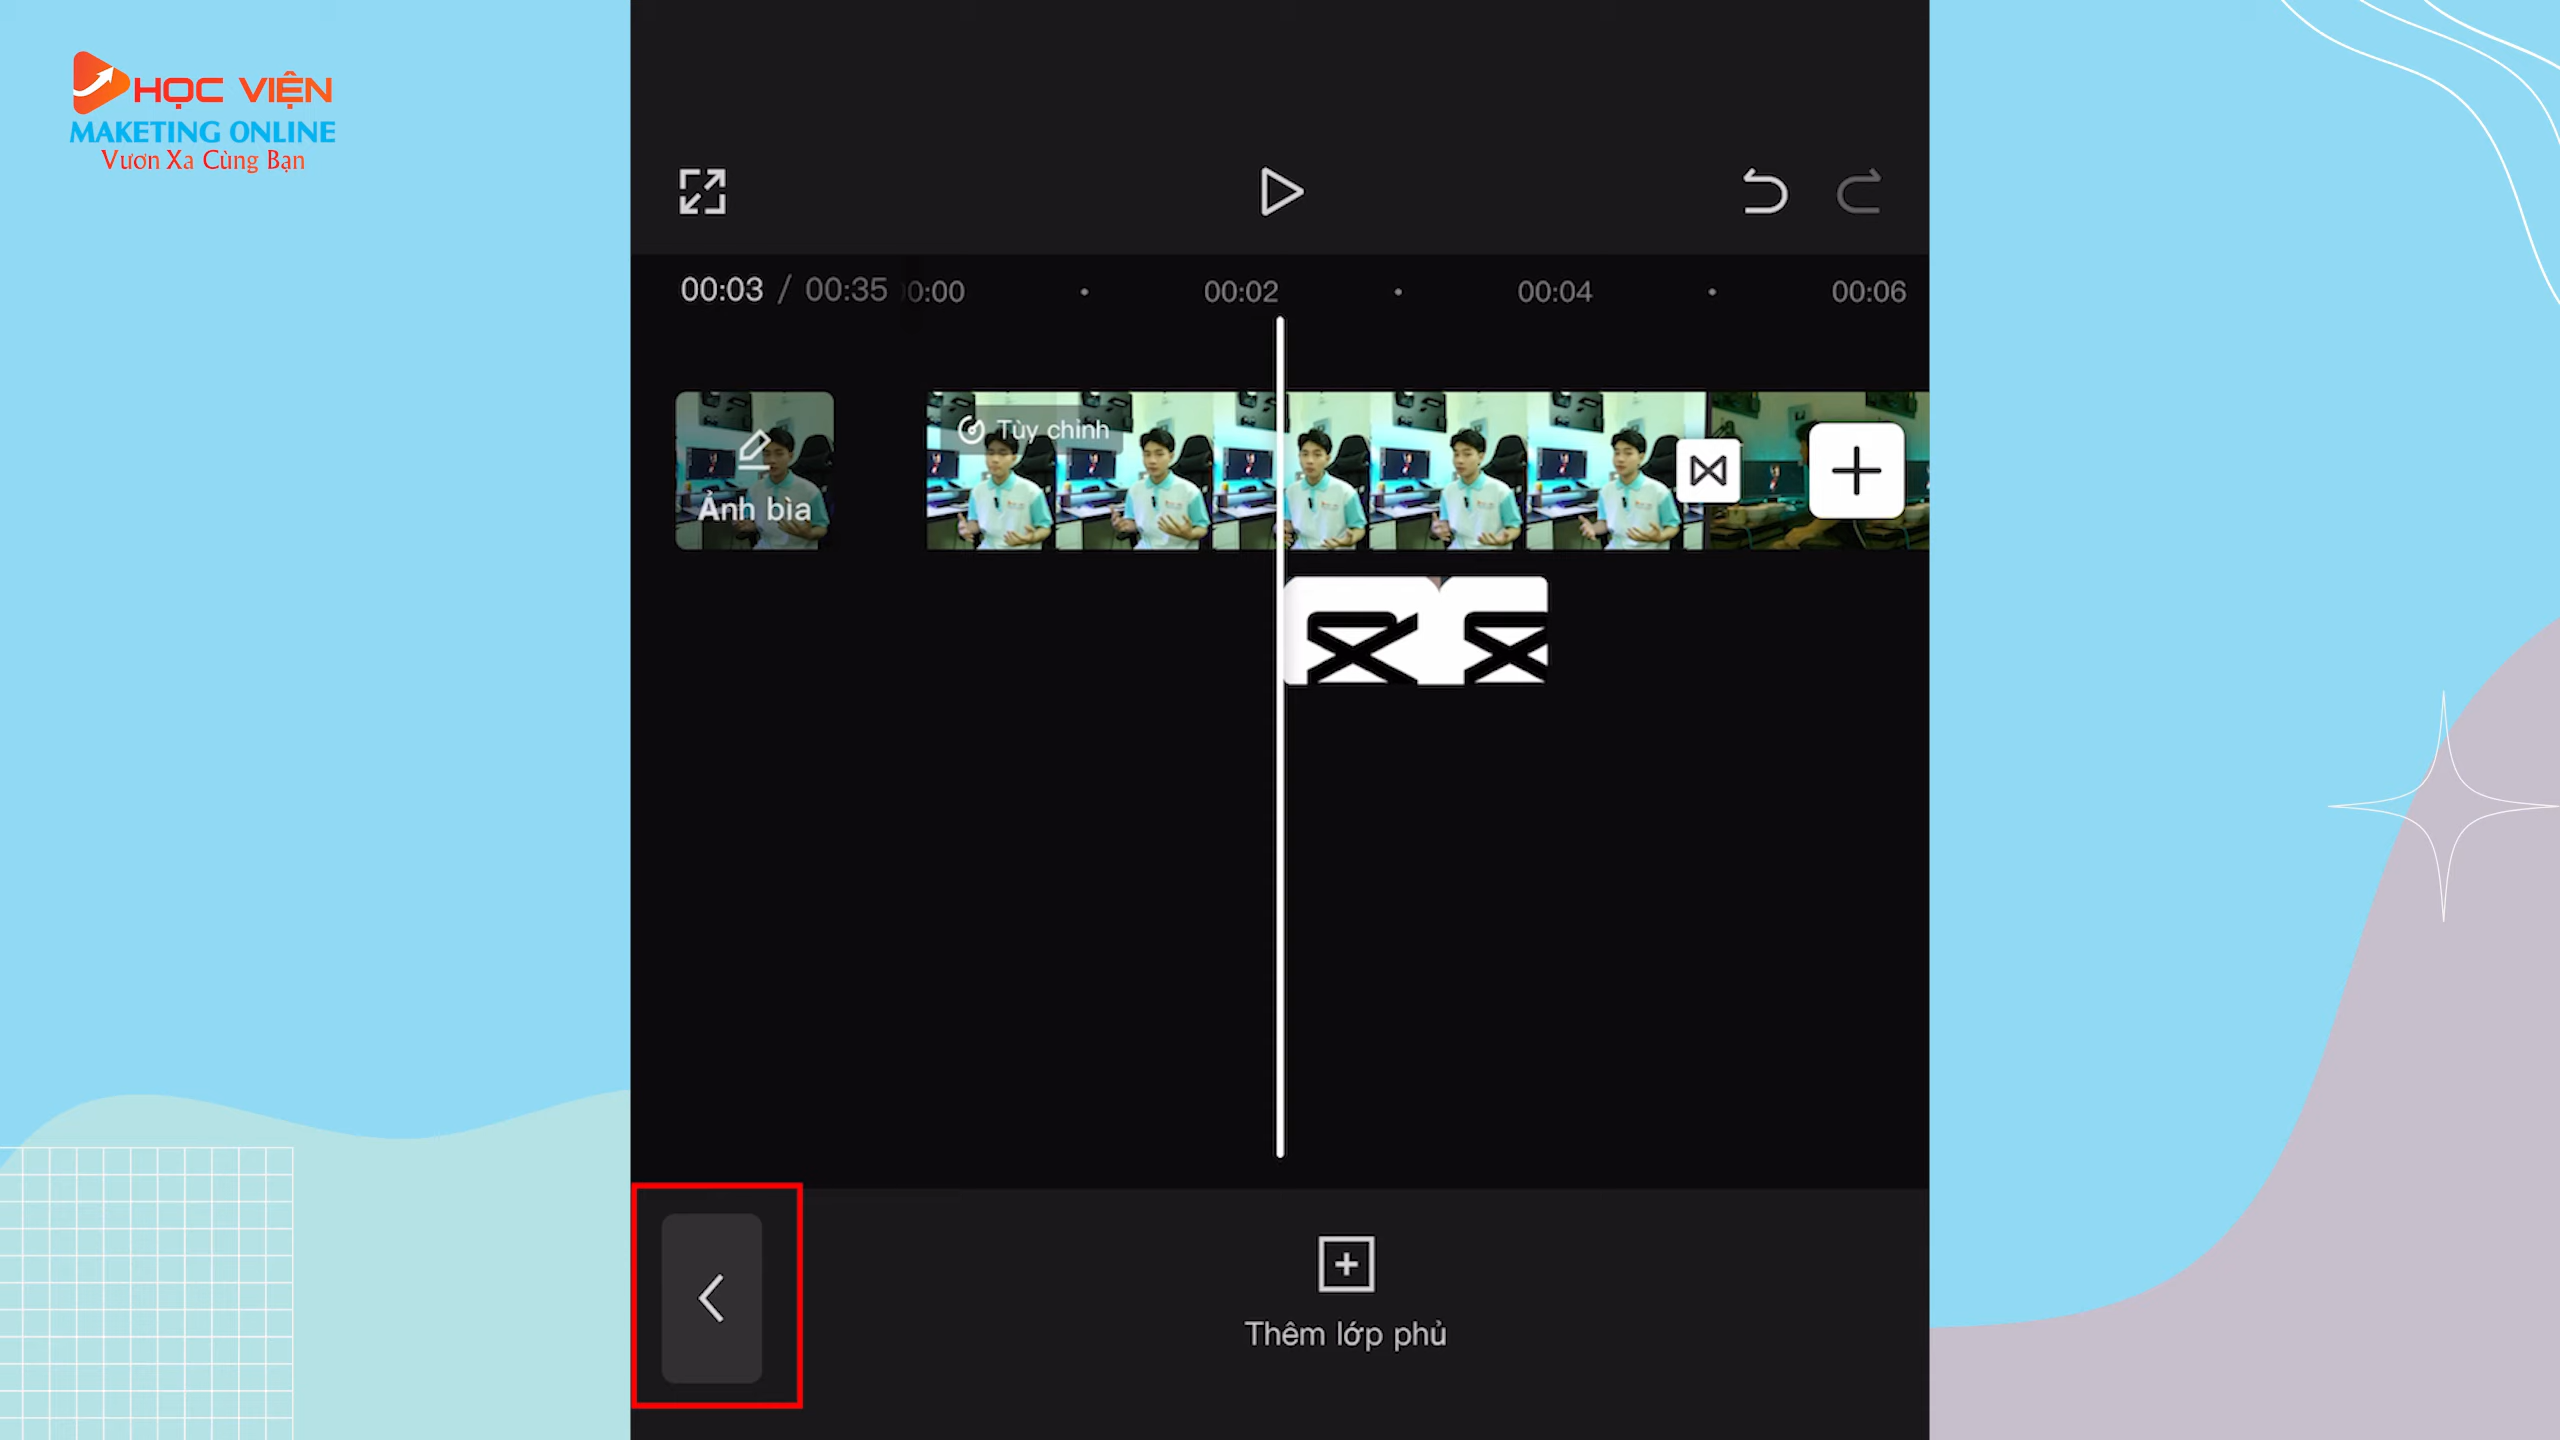 HỌC VIỆN
MAKETING ONLINE
Vươn Xa Cùng Bạn
00:03 / 00:35
0:00
00:02
00:04
00:06
Tùy chỉnh
Ảnh bìa
Thêm lớp phủ